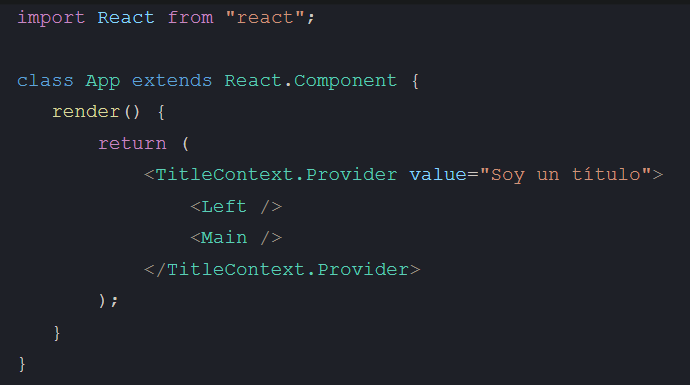 import React from "react";
class App extends React.Component {
render() {
return (
<TitleContext.Provider value="Soy un título">
<Left />
<Main />
</TitleContext.Provider>
);
}
}